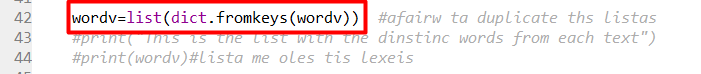 42 wordv=list(dict.fromkeys(wordv)) #afairw ta duplicate ths listas
43 #print("This is the list with the dinstinc words from each text")
44 #print(wordv)#lista me oles tis lexeis